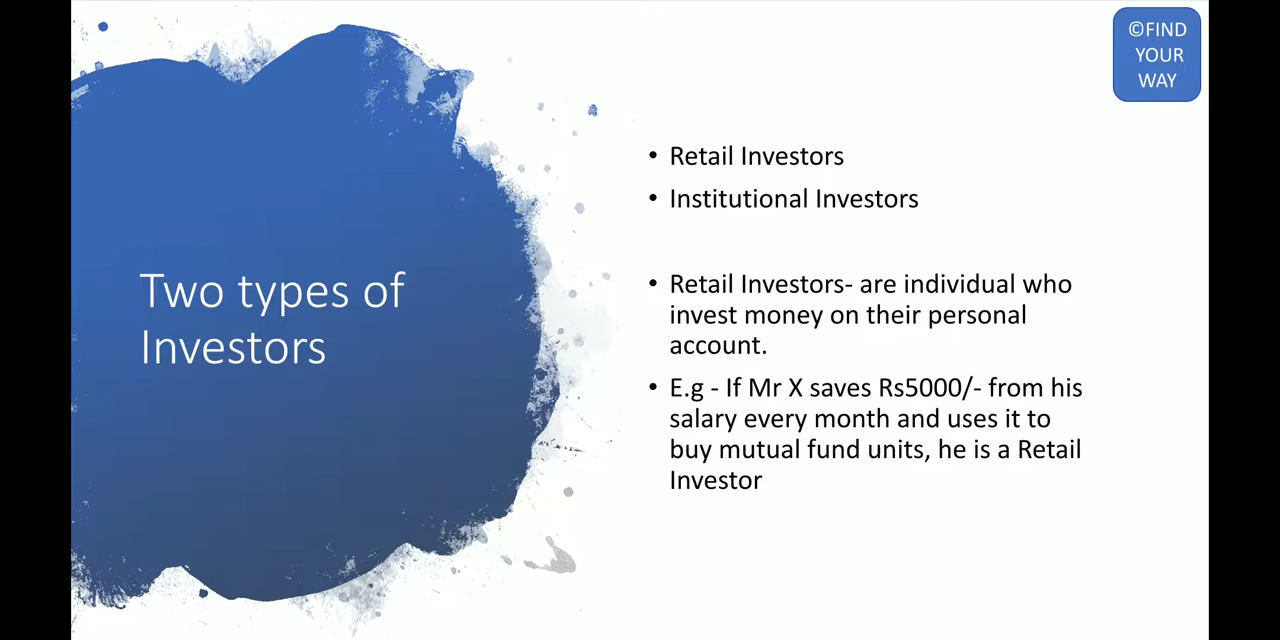 ©FIND
YOUR
WAY
Two types of
Investors
• Retail Investors
• Institutional Investors
• Retail Investors- are individual who
invest money on their personal
account.
• E.g - If Mr X saves Rs5000/- from his
salary every month and uses it to
buy mutual fund units, he is a Retail
Investor